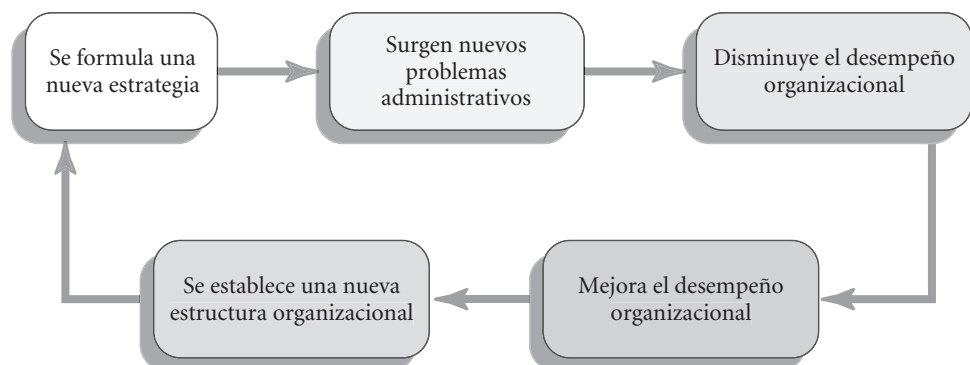 Se formula una
nueva estrategia
Surgen nuevos
problemas
administrativos
Disminuye el desempeño
organizacional
Mejora el desempeño
organizacional
Se establece una nueva
estructura organizacional